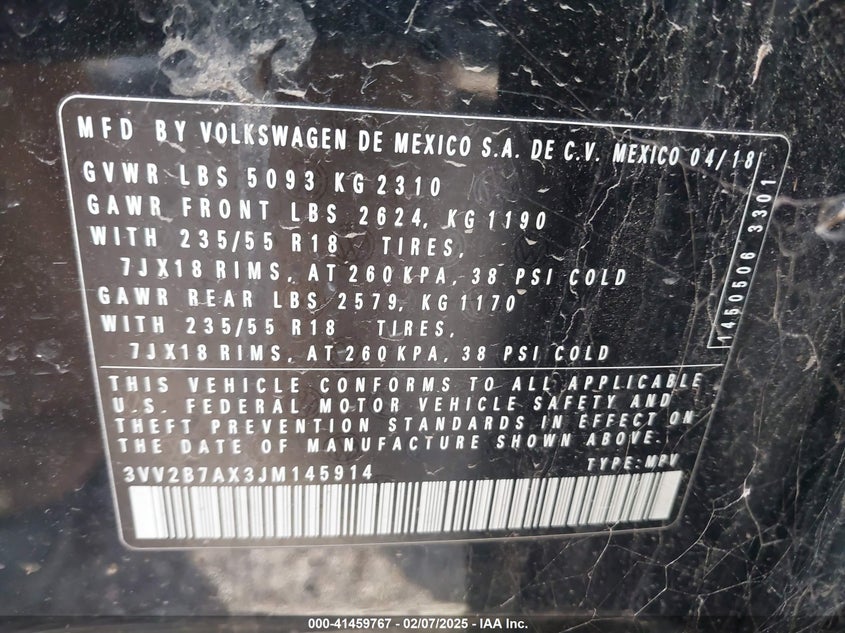 MFD BY VOLKSWAGEN DE MEXICO S.A. DE C.V. MEXICO 04/18
GVWR LBS 5093 KG 2310
GAWR FRONT LBS 2624, KG 1190
WITH 235/55 R18 TIRES,
7JX18 RIMS, AT 260 KPA, 38 PSI COLD
GAWR REAR LBS 2579, KG 1170
WITH 235/55 R18 TIRES,
7JX18 RIMS, AT 260 KPA, 38 PSI COLD
1450506 3301
THIS VEHICLE CONFORMS TO ALL APPLICABLE
U.S. FEDERAL MOTOR VEHICLE SAFETY AND
THEFT PREVENTION STANDARDS IN EFFECT ON
THE DATE OF MANUFACTURE SHOWN ABOVE.
3VV2B7AX3JM145914 TYPE: MPV
000-41459767 - 02/07/2025 - IAA Inc.